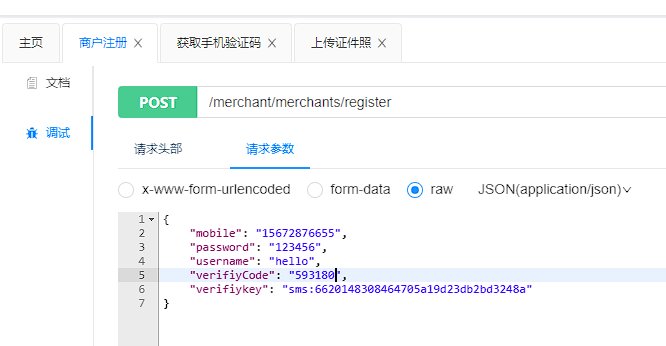 主页 商户注册 × 获取手机验证码 × 上传证件照 ×
文档
调试
POST /merchant/merchants/register
请求头部 请求参数
x-www-form-urlencoded form-data raw JSON(application/json)
1 {
2 "mobile": "15672876655",
3 "password": "123456",
4 "username": "hello",
5 "verifiyCode": "593180",
6 "verifiykey": "sms:6620148308464705a19d23db2bd3248a"
7 }